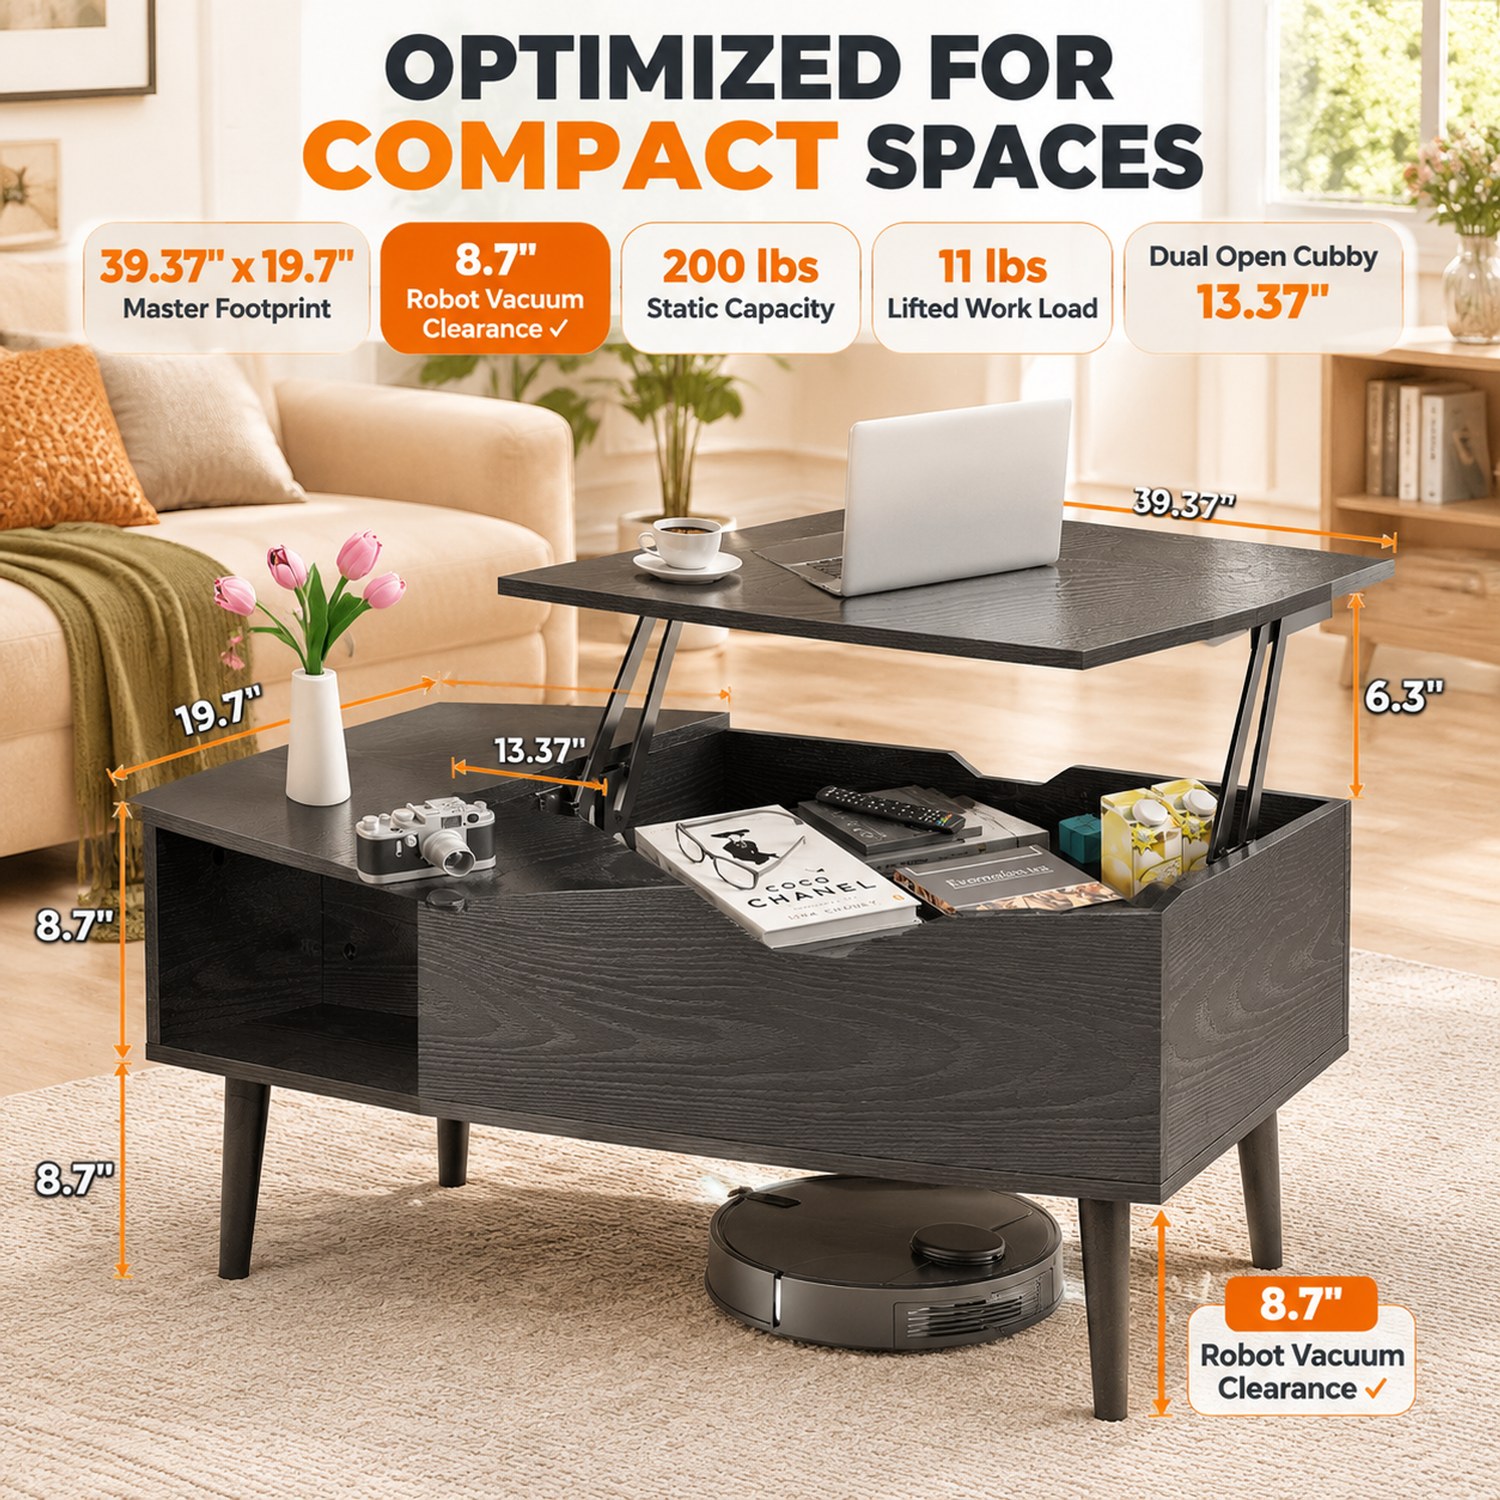 OPTIMIZED FOR
COMPACT SPACES
39.37" x 19.7"
Master Footprint
8.7"
Robot Vacuum
Clearance ✓
200 lbs
Static Capacity
11 lbs
Lifted Work Load
Dual Open Cubby
13.37"
39.37"
6.3"
19.7"
13.37"
COCO
CHANEL
8.7"
8.7"
8.7"
Robot Vacuum
Clearance ✓